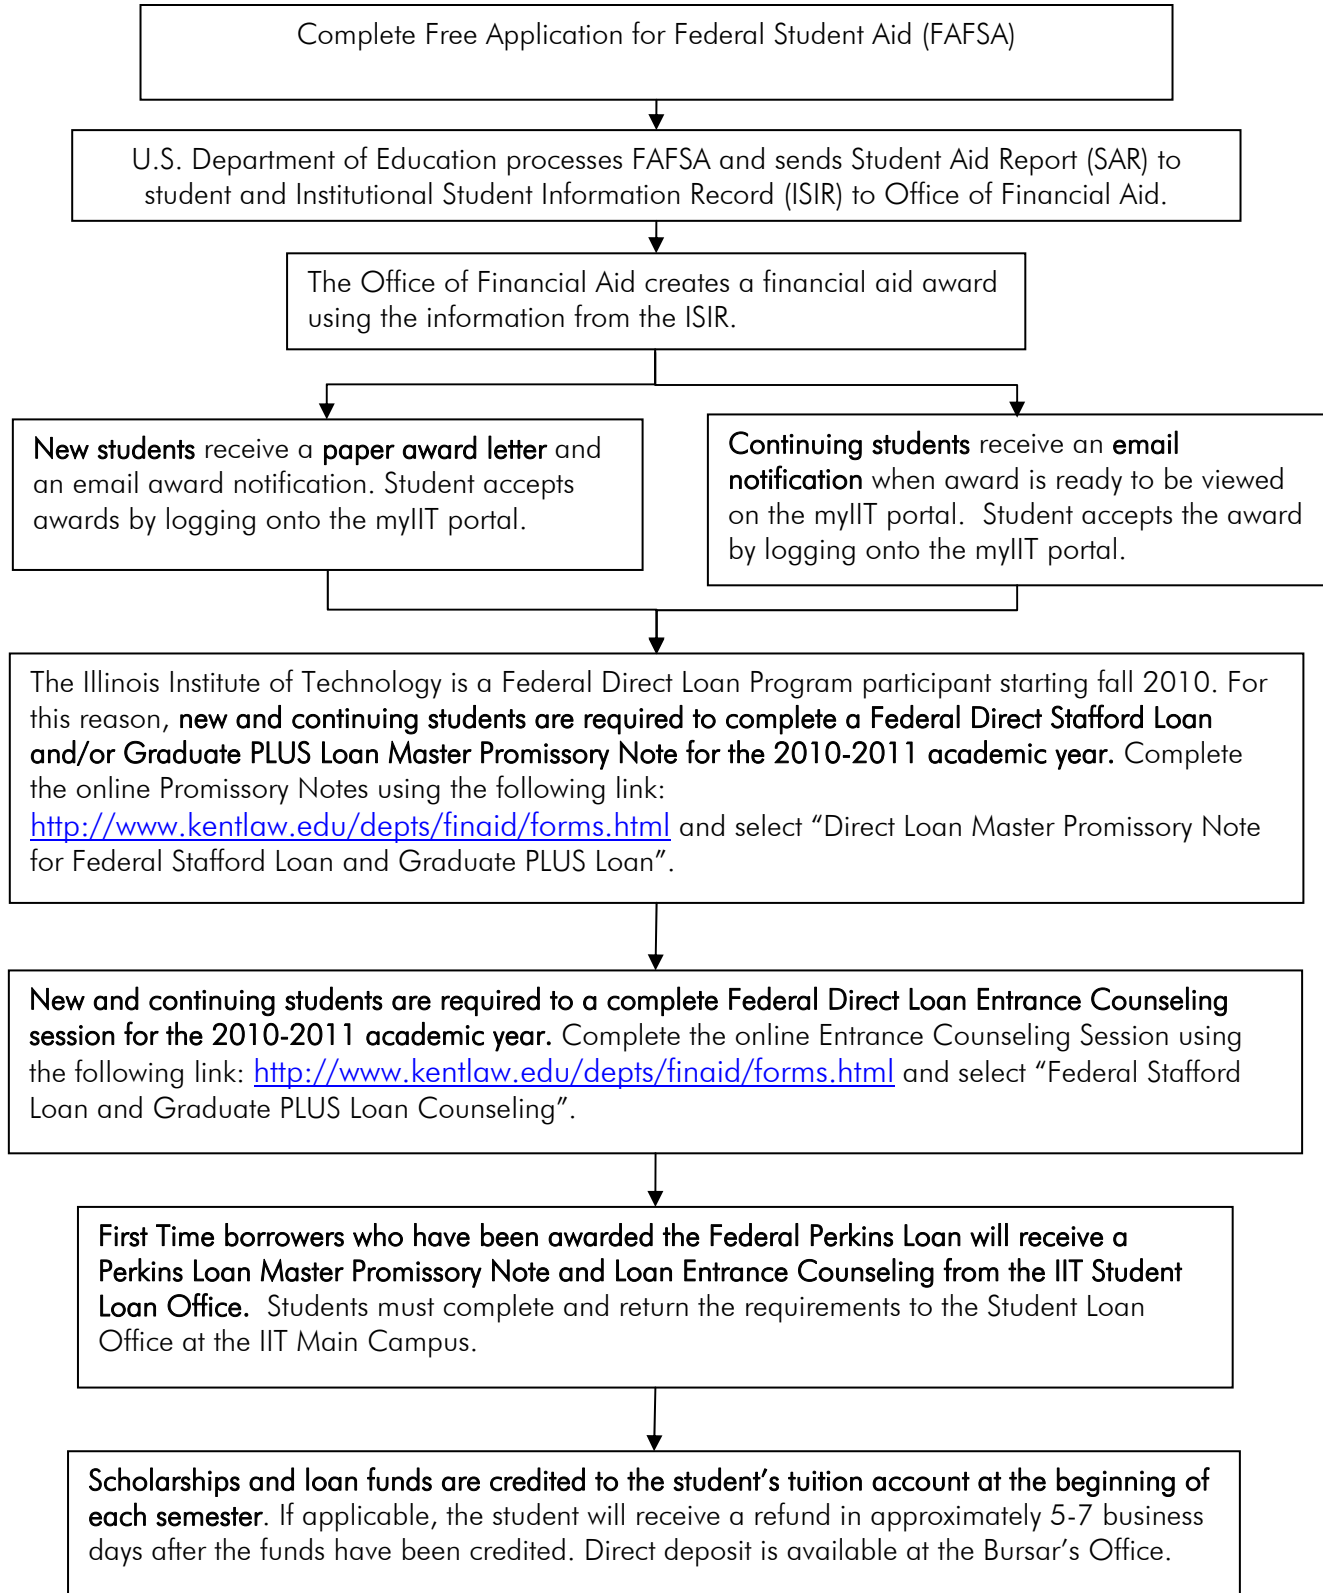 Complete Free Application for Federal Student Aid (FAFSA)
U.S. Department of Education processes FAFSA and sends Student Aid Report (SAR) to
student and Institutional Student Information Record (ISIR) to Office of Financial Aid.
The Office of Financial Aid creates a financial aid award
using the information from the ISIR.
New students receive a paper award letter and
an email award notification. Student accepts
awards by logging onto the myIIT portal.
Continuing students receive an email
notification when award is ready to be viewed
on the myIIT portal.  Student accepts the award
by logging onto the myIIT portal.
The Illinois Institute of Technology is a Federal Direct Loan Program participant starting fall 2010. For
this reason, new and continuing students are required to complete a Federal Direct Stafford Loan
and/or Graduate PLUS Loan Master Promissory Note for the 2010-2011 academic year. Complete
the online Promissory Notes using the following link:
http://www.kentlaw.edu/depts/finaid/forms.html and select “Direct Loan Master Promissory Note
for Federal Stafford Loan and Graduate PLUS Loan”.
New and continuing students are required to a complete Federal Direct Loan Entrance Counseling
session for the 2010-2011 academic year. Complete the online Entrance Counseling Session using
the following link: http://www.kentlaw.edu/depts/finaid/forms.html and select “Federal Stafford
Loan and Graduate PLUS Loan Counseling”.
First Time borrowers who have been awarded the Federal Perkins Loan will receive a
Perkins Loan Master Promissory Note and Loan Entrance Counseling from the IIT Student
Loan Office.  Students must complete and return the requirements to the Student Loan
Office at the IIT Main Campus.
Scholarships and loan funds are credited to the student’s tuition account at the beginning of
each semester. If applicable, the student will receive a refund in approximately 5-7 business
days after the funds have been credited. Direct deposit is available at the Bursar’s Office.